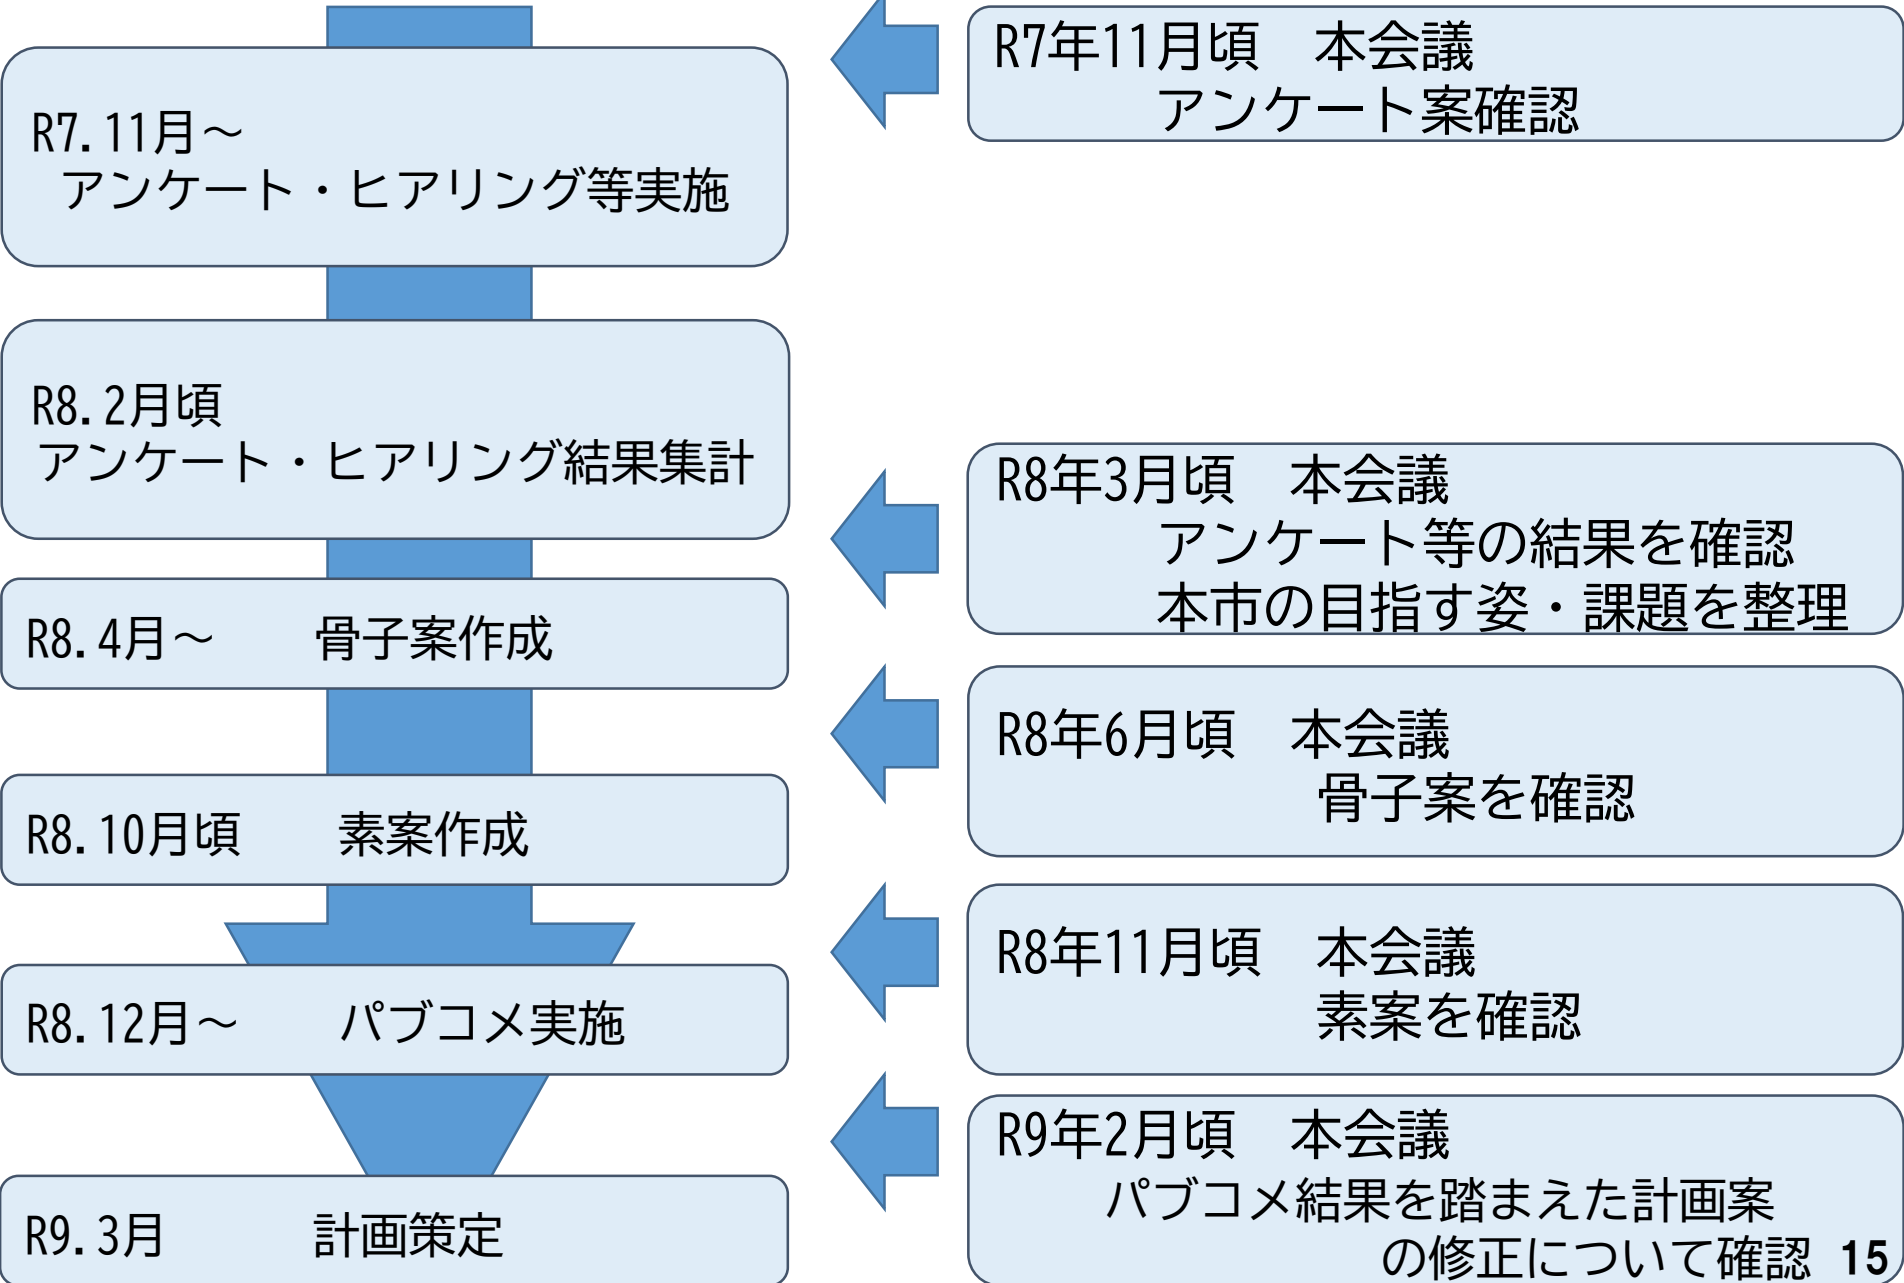 R7.11月～
アンケート・ヒアリング等実施
R8.2月頃
アンケート・ヒアリング結果集計
R8.4月～　　骨子案作成
R8.10月頃　　素案作成
R8.12月～　　パブコメ実施
R9.3月　　　計画策定
R7年11月頃　本会議
アンケート案確認
R8年3月頃　本会議
アンケート等の結果を確認
本市の目指す姿・課題を整理
R8年6月頃　本会議
骨子案を確認
R8年11月頃　本会議
素案を確認
R9年2月頃　本会議
パブコメ結果を踏まえた計画案
の修正について確認
15